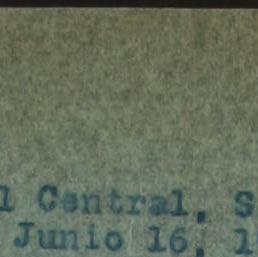 l Central, S
Junio 16, 1